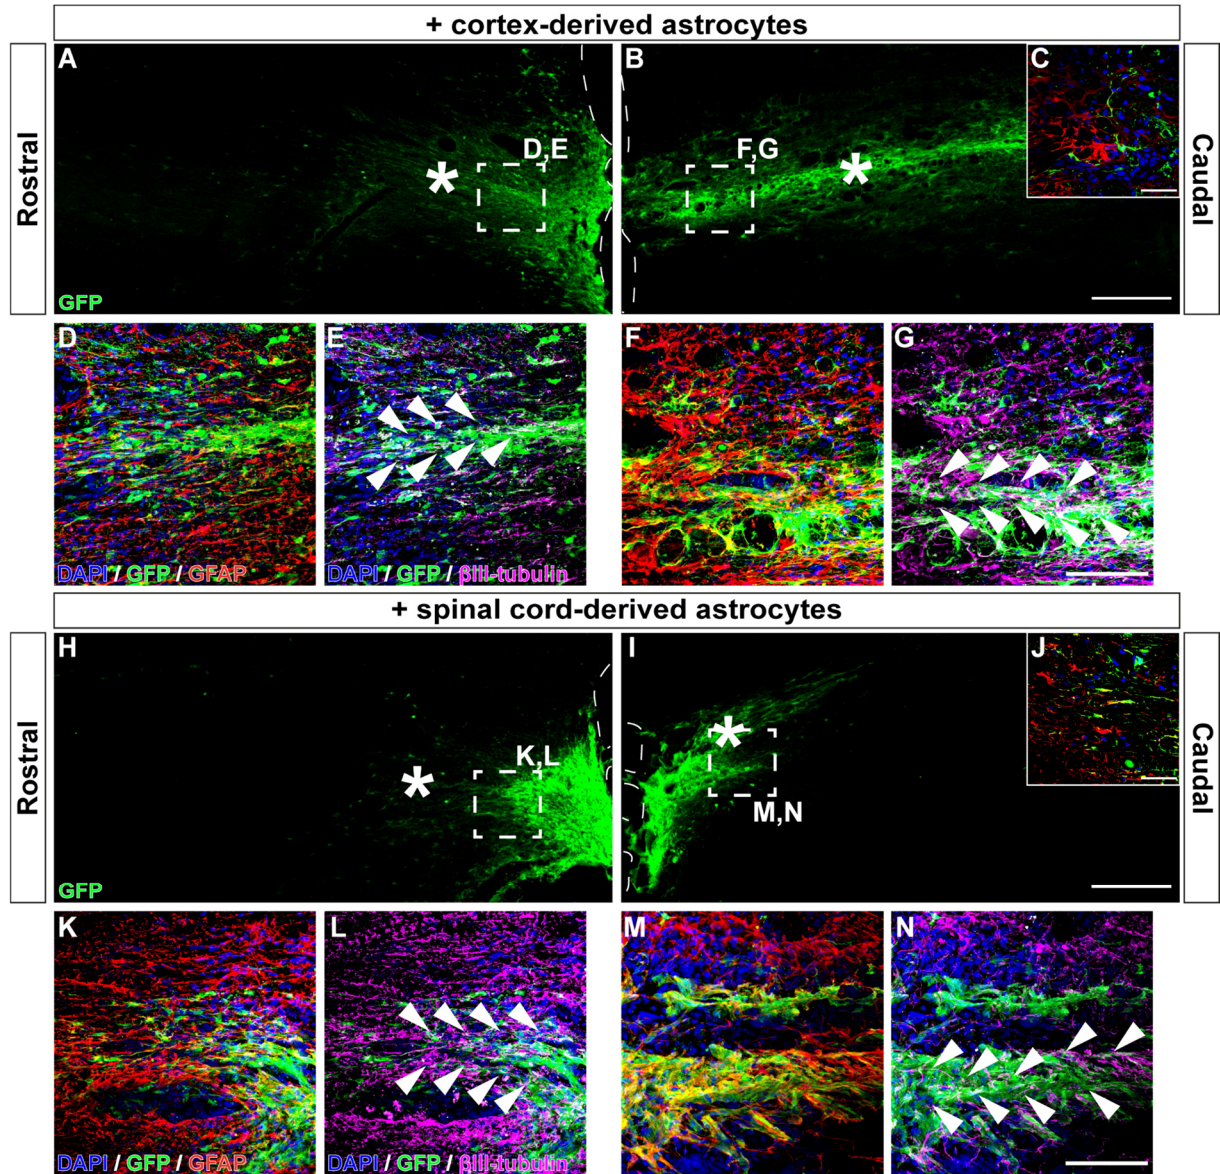 + cortex-derived astrocytes
Rostral
A
B
C
Caudal
D,E
F,G
*
*
GFP
D
E
F
G
DAPI / GFP / GFAP
DAPI / GFP / βIII-tubulin
+ spinal cord-derived astrocytes
Rostral
H
I
J
Caudal
K,L
*
*
M,N
GFP
K
L
M
N
DAPI / GFP / GFAP
DAPI / GFP / βIII-tubulin